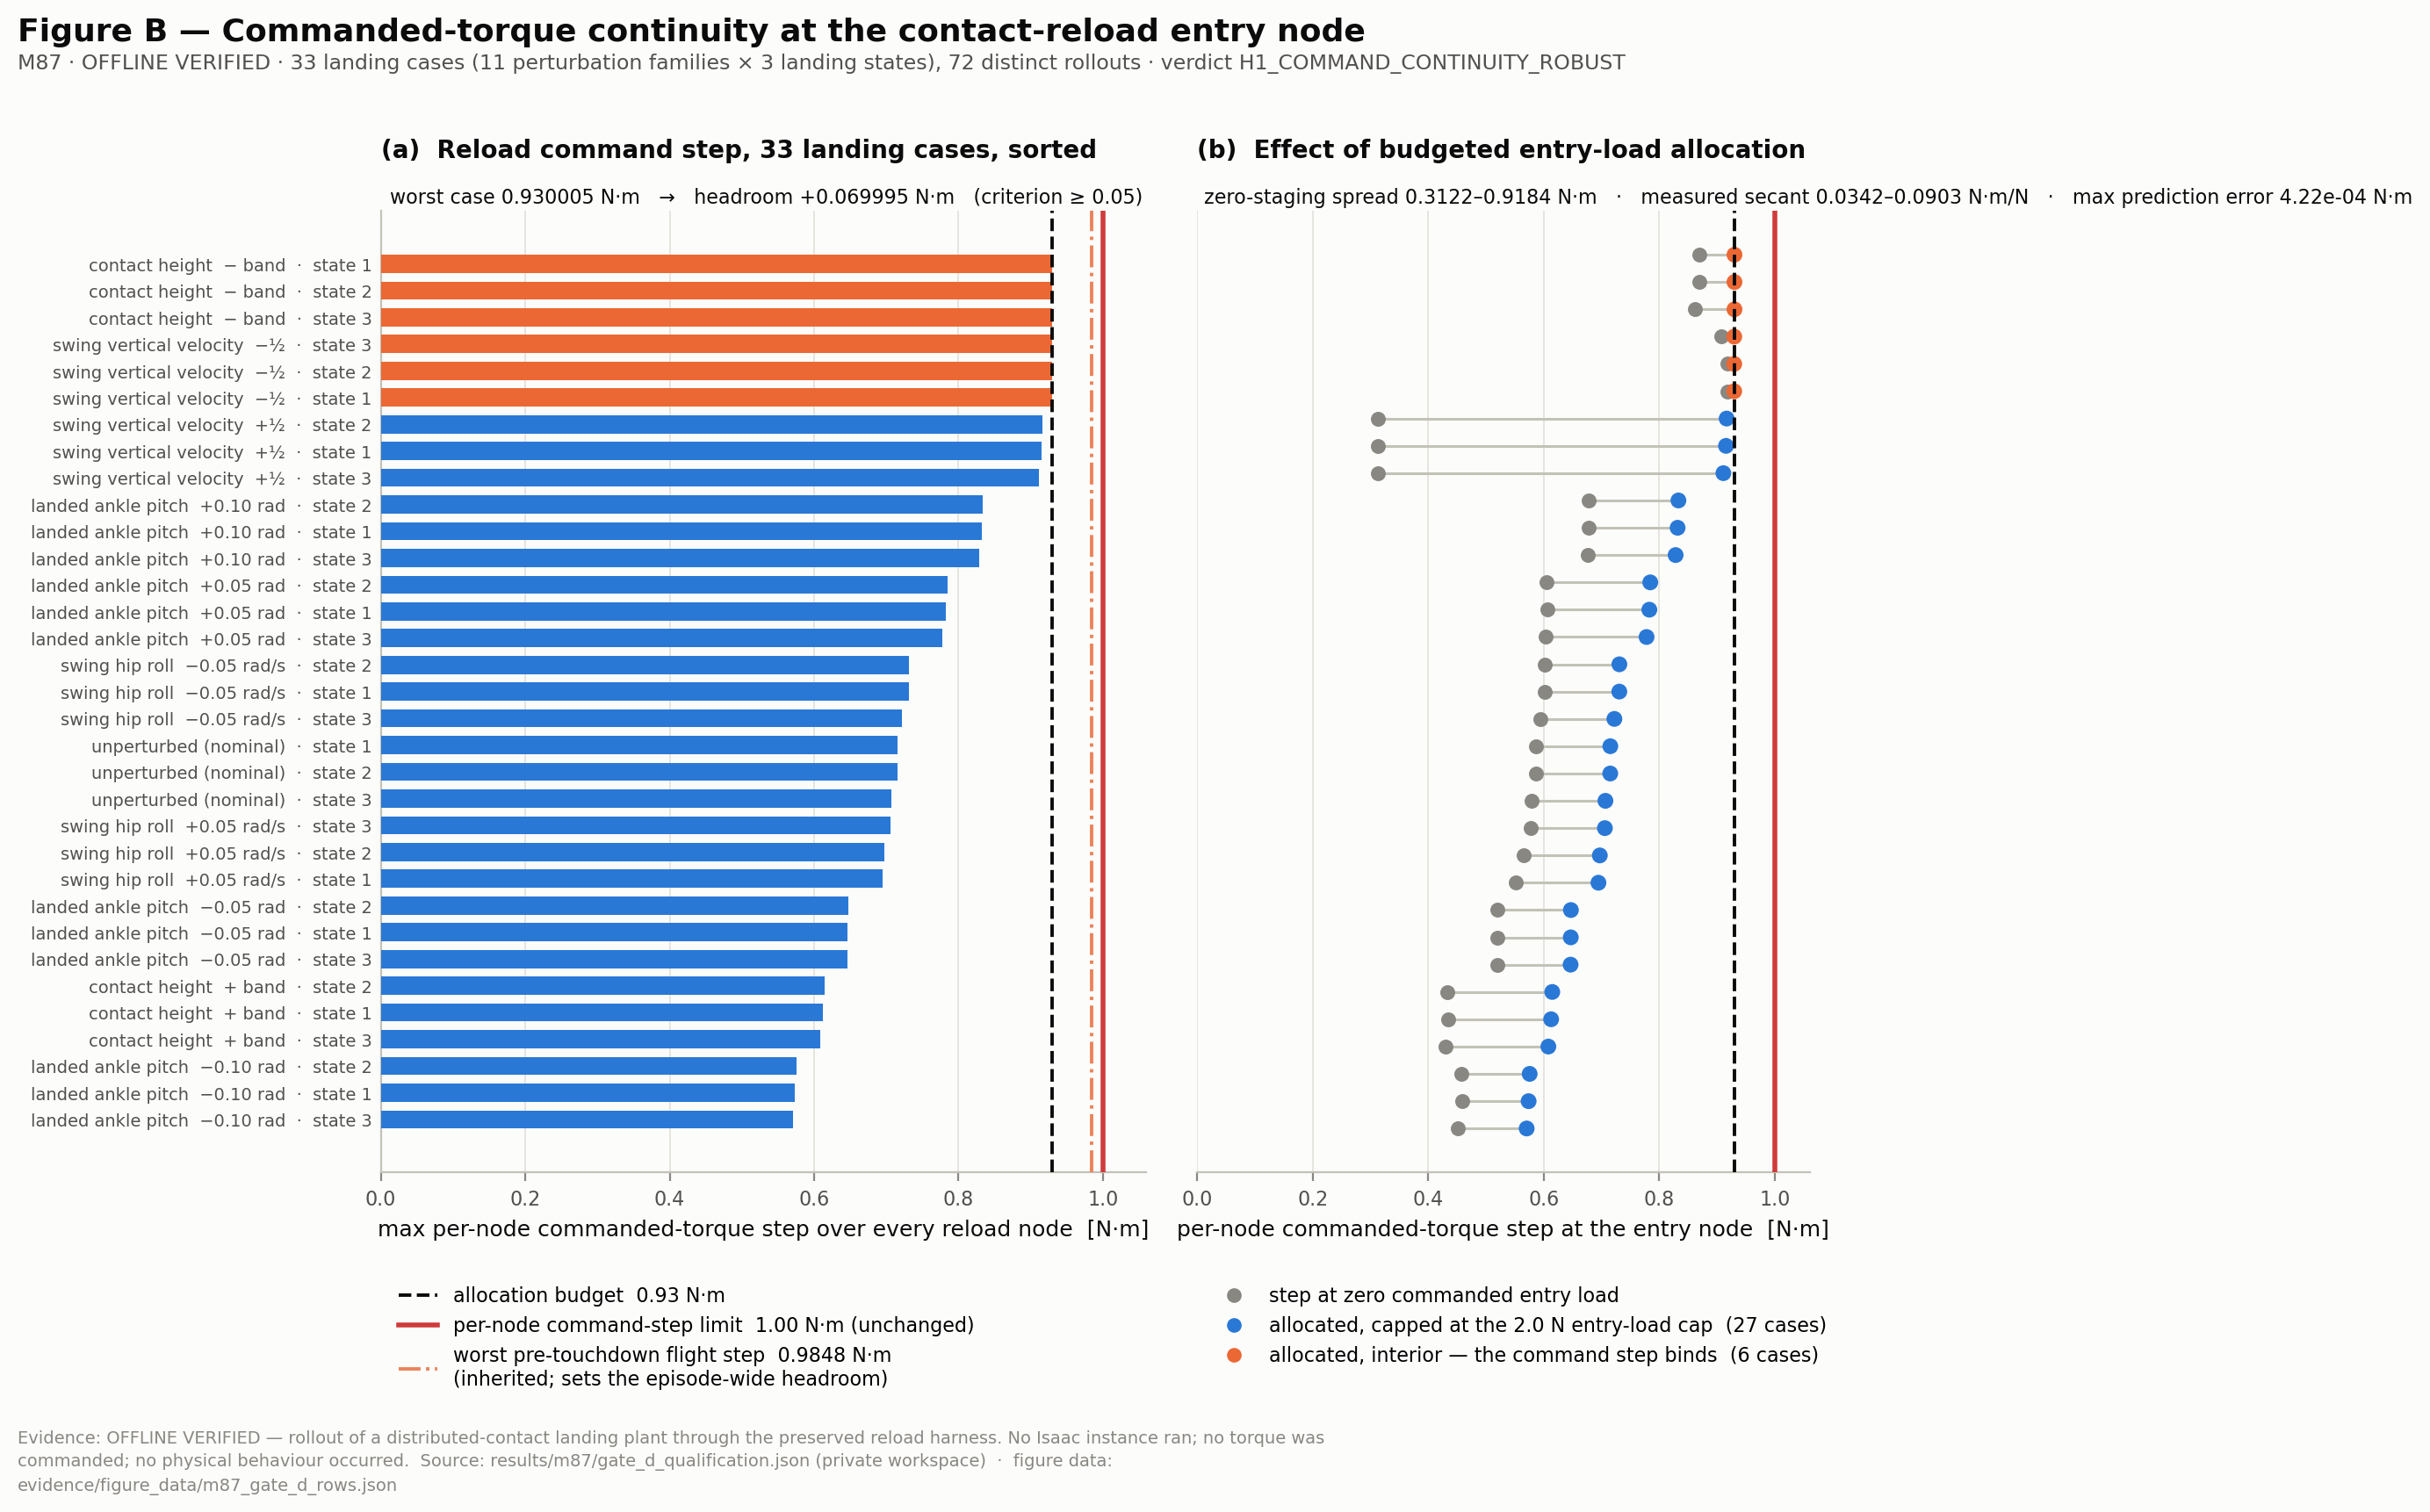 Figure B — Commanded-torque continuity at the contact-reload entry node
M87 · OFFLINE VERIFIED · 33 landing cases (11 perturbation families × 3 landing states), 72 distinct rollouts · verdict H1_COMMAND_CONTINUITY_ROBUST
(a)  Reload command step, 33 landing cases, sorted
worst case 0.930005 N·m → headroom +0.069995 N·m (criterion ≥ 0.05)
contact height − band · state 1
contact height − band · state 2
contact height − band · state 3
swing vertical velocity −½ · state 3
swing vertical velocity −½ · state 2
swing vertical velocity −½ · state 1
swing vertical velocity +½ · state 2
swing vertical velocity +½ · state 1
swing vertical velocity +½ · state 3
landed ankle pitch +0.10 rad · state 2
landed ankle pitch +0.10 rad · state 1
landed ankle pitch +0.10 rad · state 3
landed ankle pitch +0.05 rad · state 2
landed ankle pitch +0.05 rad · state 1
landed ankle pitch +0.05 rad · state 3
swing hip roll −0.05 rad/s · state 2
swing hip roll −0.05 rad/s · state 1
swing hip roll −0.05 rad/s · state 3
unperturbed (nominal) · state 1
unperturbed (nominal) · state 2
unperturbed (nominal) · state 3
swing hip roll +0.05 rad/s · state 3
swing hip roll +0.05 rad/s · state 2
swing hip roll +0.05 rad/s · state 1
landed ankle pitch −0.05 rad · state 2
landed ankle pitch −0.05 rad · state 1
landed ankle pitch −0.05 rad · state 3
contact height + band · state 2
contact height + band · state 1
contact height + band · state 3
landed ankle pitch −0.10 rad · state 2
landed ankle pitch −0.10 rad · state 1
landed ankle pitch −0.10 rad · state 3
0.0 0.2 0.4 0.6 0.8 1.0
max per-node commanded-torque step over every reload node [N·m]
allocation budget 0.93 N·m
per-node command-step limit 1.00 N·m (unchanged)
worst pre-touchdown flight step 0.9848 N·m
(inherited; sets the episode-wide headroom)
(b)  Effect of budgeted entry-load allocation
zero-staging spread 0.3122–0.9184 N·m · measured secant 0.0342–0.0903 N·m/N · max prediction error 4.22e-04 N·m
0.0 0.2 0.4 0.6 0.8 1.0
per-node commanded-torque step at the entry node [N·m]
step at zero commanded entry load
allocated, capped at the 2.0 N entry-load cap (27 cases)
allocated, interior — the command step binds (6 cases)
Evidence: OFFLINE VERIFIED — rollout of a distributed-contact landing plant through the preserved reload harness. No Isaac instance ran; no torque was
commanded; no physical behaviour occurred. Source: results/m87/gate_d_qualification.json (private workspace) · figure data:
evidence/figure_data/m87_gate_d_rows.json